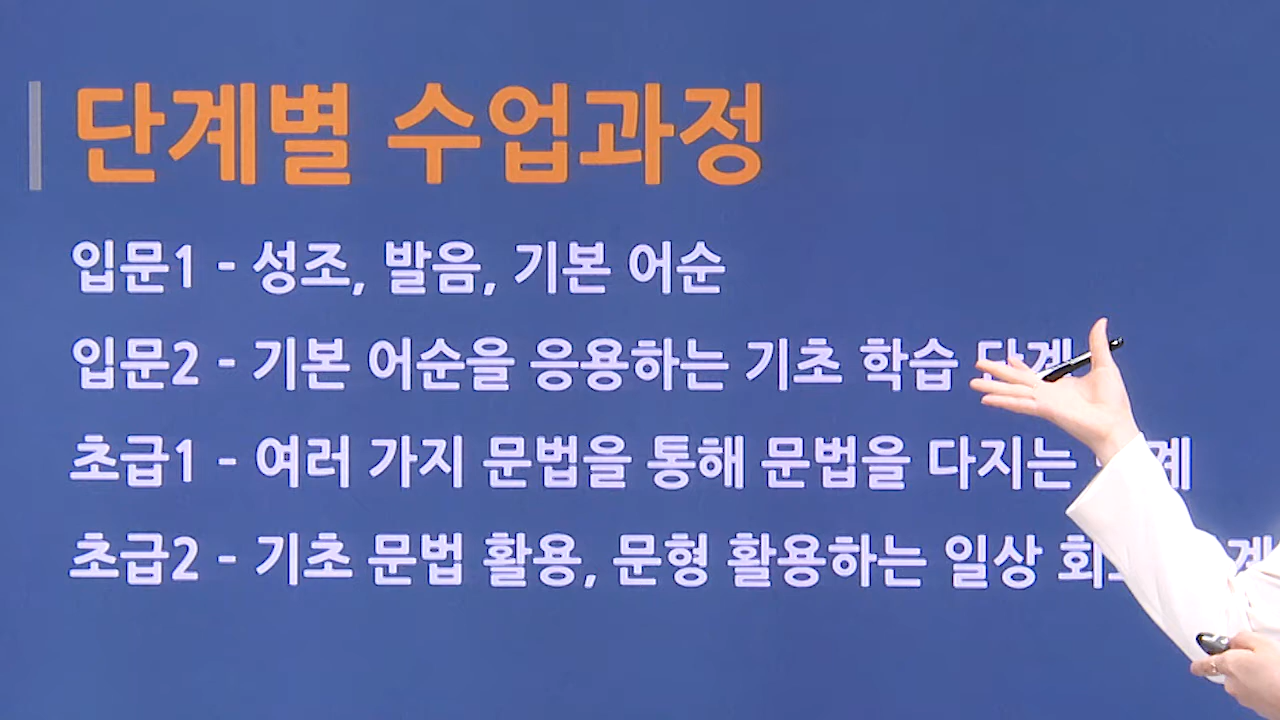 단계별 수업과정
입문1 - 성조, 발음, 기본 어순
입문2 - 기본 어순을 응용하는 기초 학습 단계
초급1 - 여러 가지 문법을 통해 문법을 다지는
초급2 - 기초 문법 활용, 문형 활용하는 일상